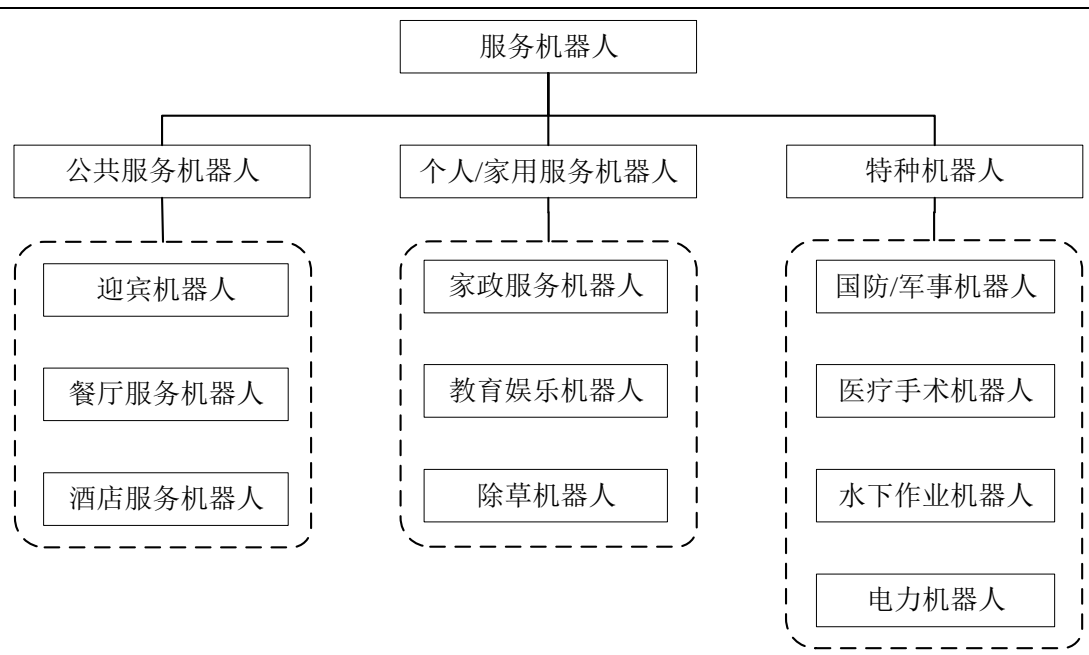 服务机器人
公共服务机器人
个人/家用服务机器人
特种机器人
迎宾机器人
家政服务机器人
国防/军事机器人
餐厅服务机器人
教育娱乐机器人
医疗手术机器人
酒店服务机器人
除草机器人
水下作业机器人
电力机器人